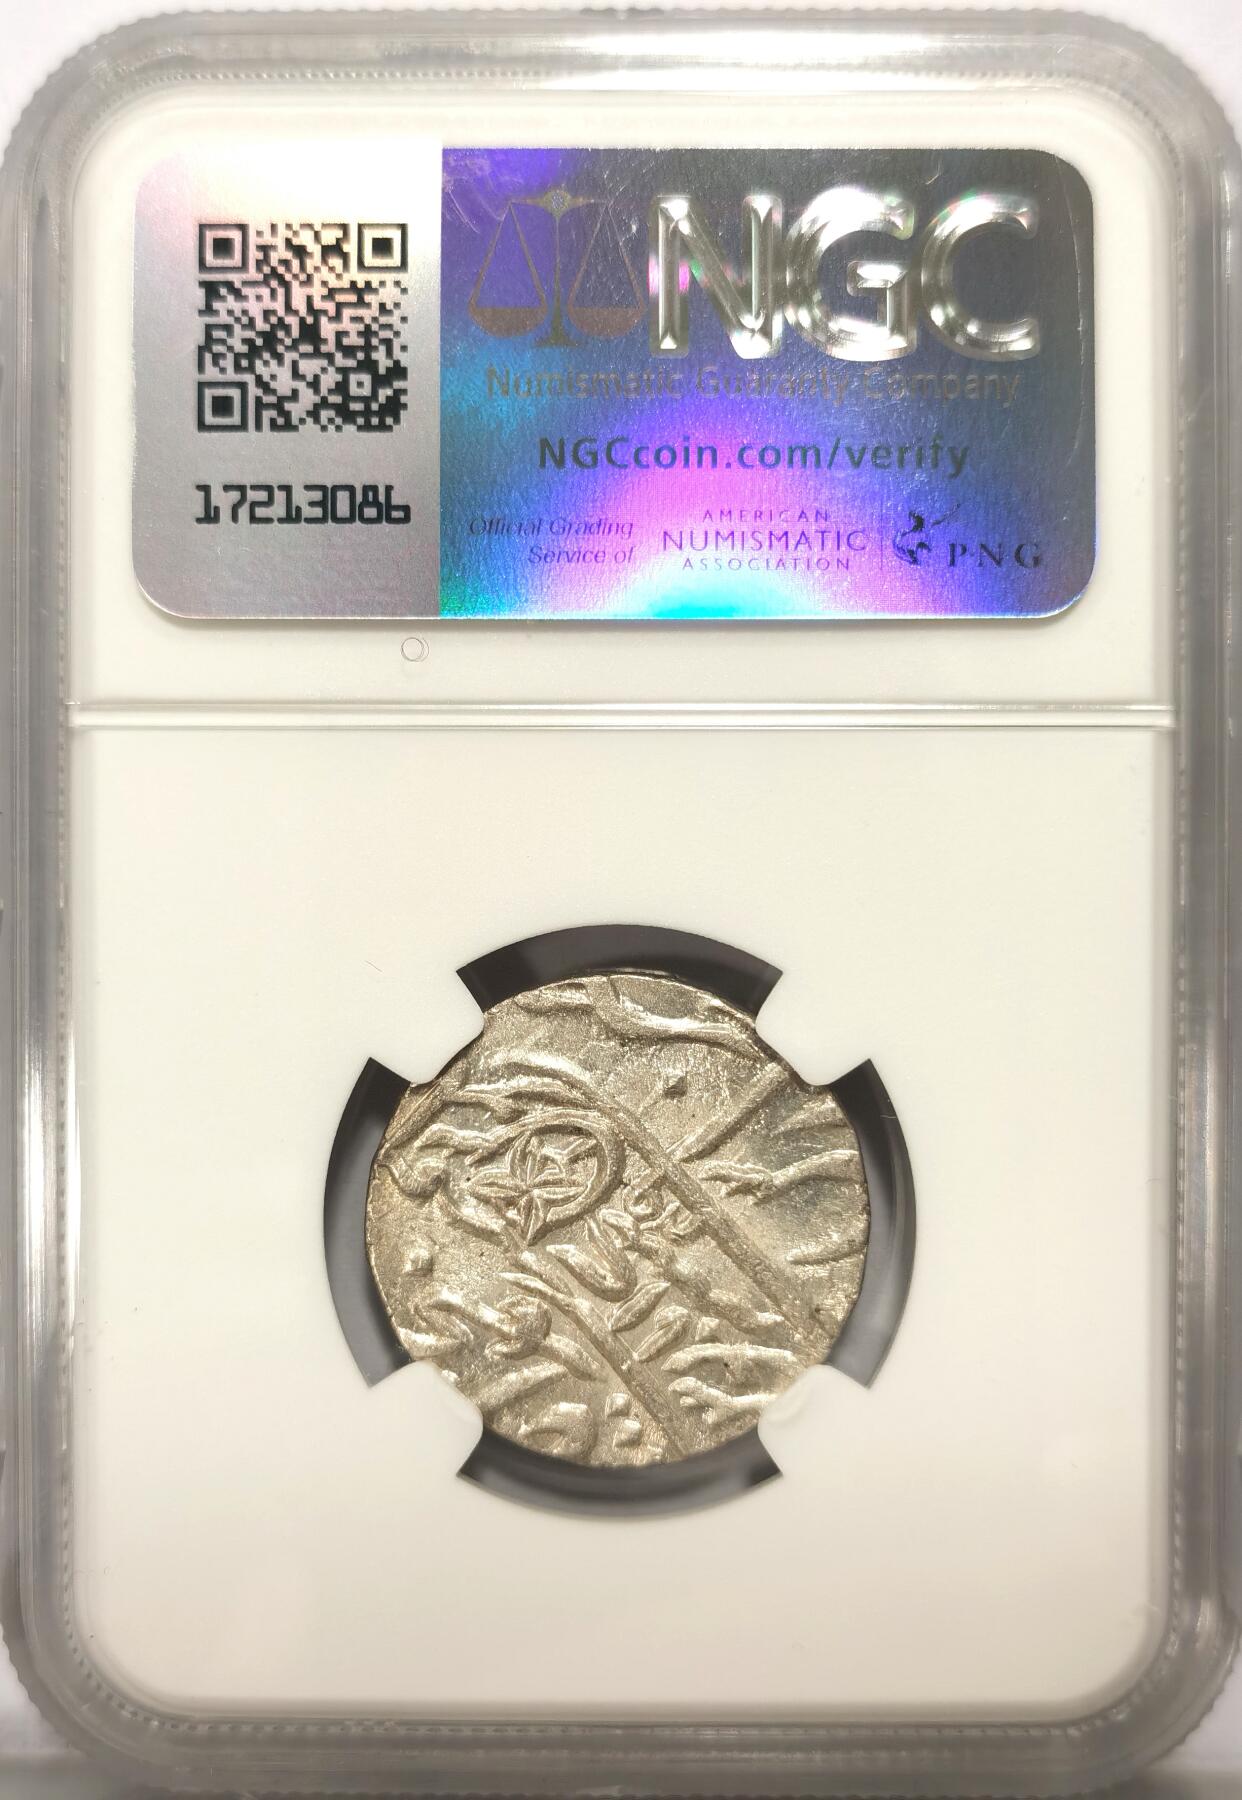 NGC
Numismatic Guaranty Company
NGCcoin.com/verify
17213086
Official Grading
Service of
AMERICAN
NUMISMATIC
ASSOCIATION
PNG